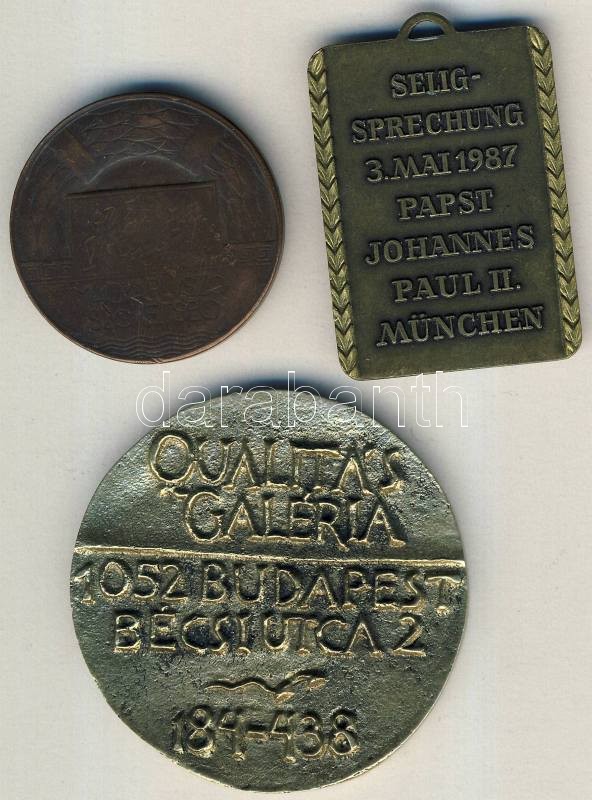 SELIG-
SPRECHUNG
3. MAI 1987
PAPST
JOHANNES
PAUL II.
MÜNCHEN
darabanth
QUALITÁS
GALÉRIA
1052 BUDAPEST
BÉCSI UTCA 2
184-438